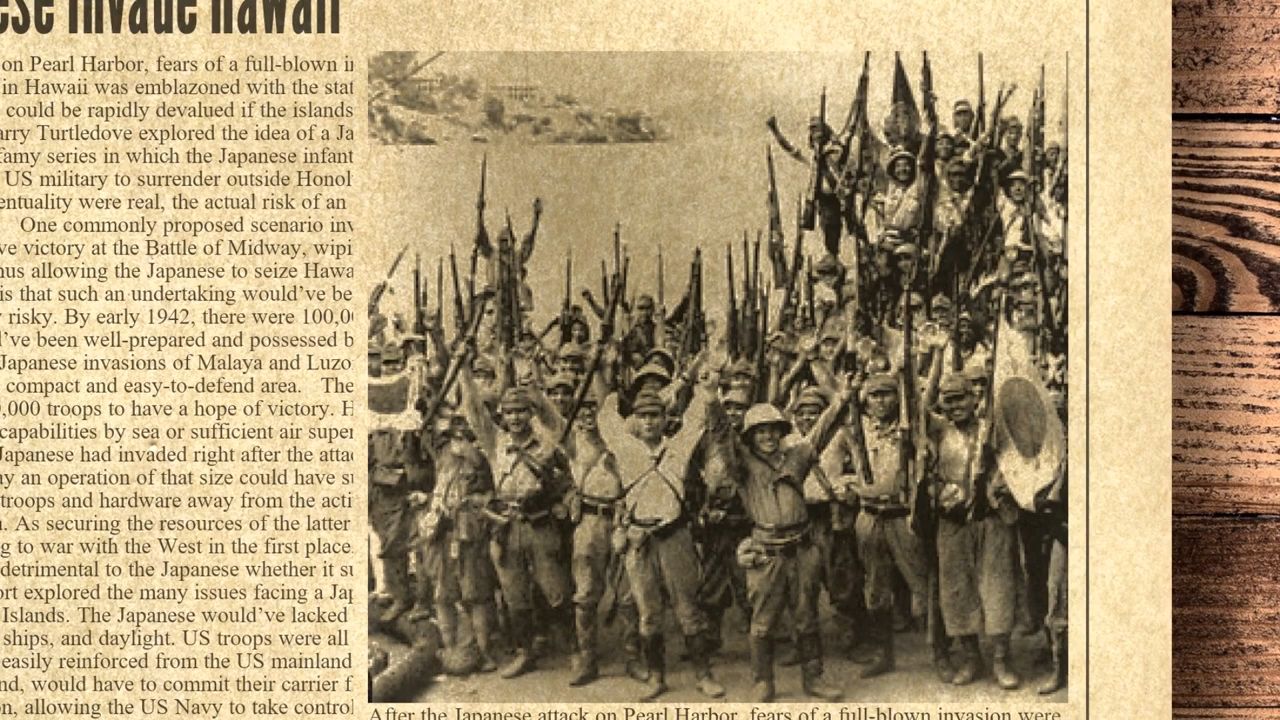 ese invade Hawaii
on Pearl Harbor, fears of a full-blown in
in Hawaii was emblazoned with the stat
could be rapidly devalued if the islands
arry Turtledove explored the idea of a Ja
famy series in which the Japanese infant
US military to surrender outside Honol
entuality were real, the actual risk of an
One commonly proposed scenario inv
ve victory at the Battle of Midway, wipi
nus allowing the Japanese to seize Hawa
is that such an undertaking would've be
risky. By early 1942, there were 100,00
l've been well-prepared and possessed b
Japanese invasions of Malaya and Luzo
compact and easy-to-defend area. The
0,000 troops to have a hope of victory. H
capabilities by sea or sufficient air super
Japanese had invaded right after the atta
ay an operation of that size could have su
troops and hardware away from the acti
n. As securing the resources of the latter
g to war with the West in the first place
detrimental to the Japanese whether it su
ort explored the many issues facing a Jap
Islands. The Japanese would've lacked
ships, and daylight. US troops were all
easily reinforced from the US mainland
nd, would have to commit their carrier f
on, allowing the US Navy to take control
After the Japanese attack on Pearl Harbor, fears of a full-blown invasion were